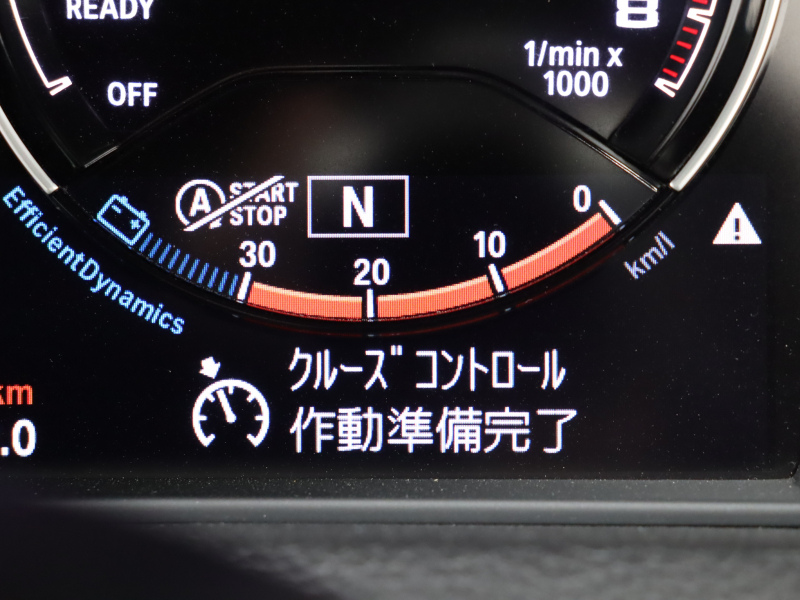 READY
8
1/min x
1000
OFF
A START
STOP
N
0
30
20
10
km/l
EfficientDynamics
km
.0
クルーズ コントロール
作動準備完了